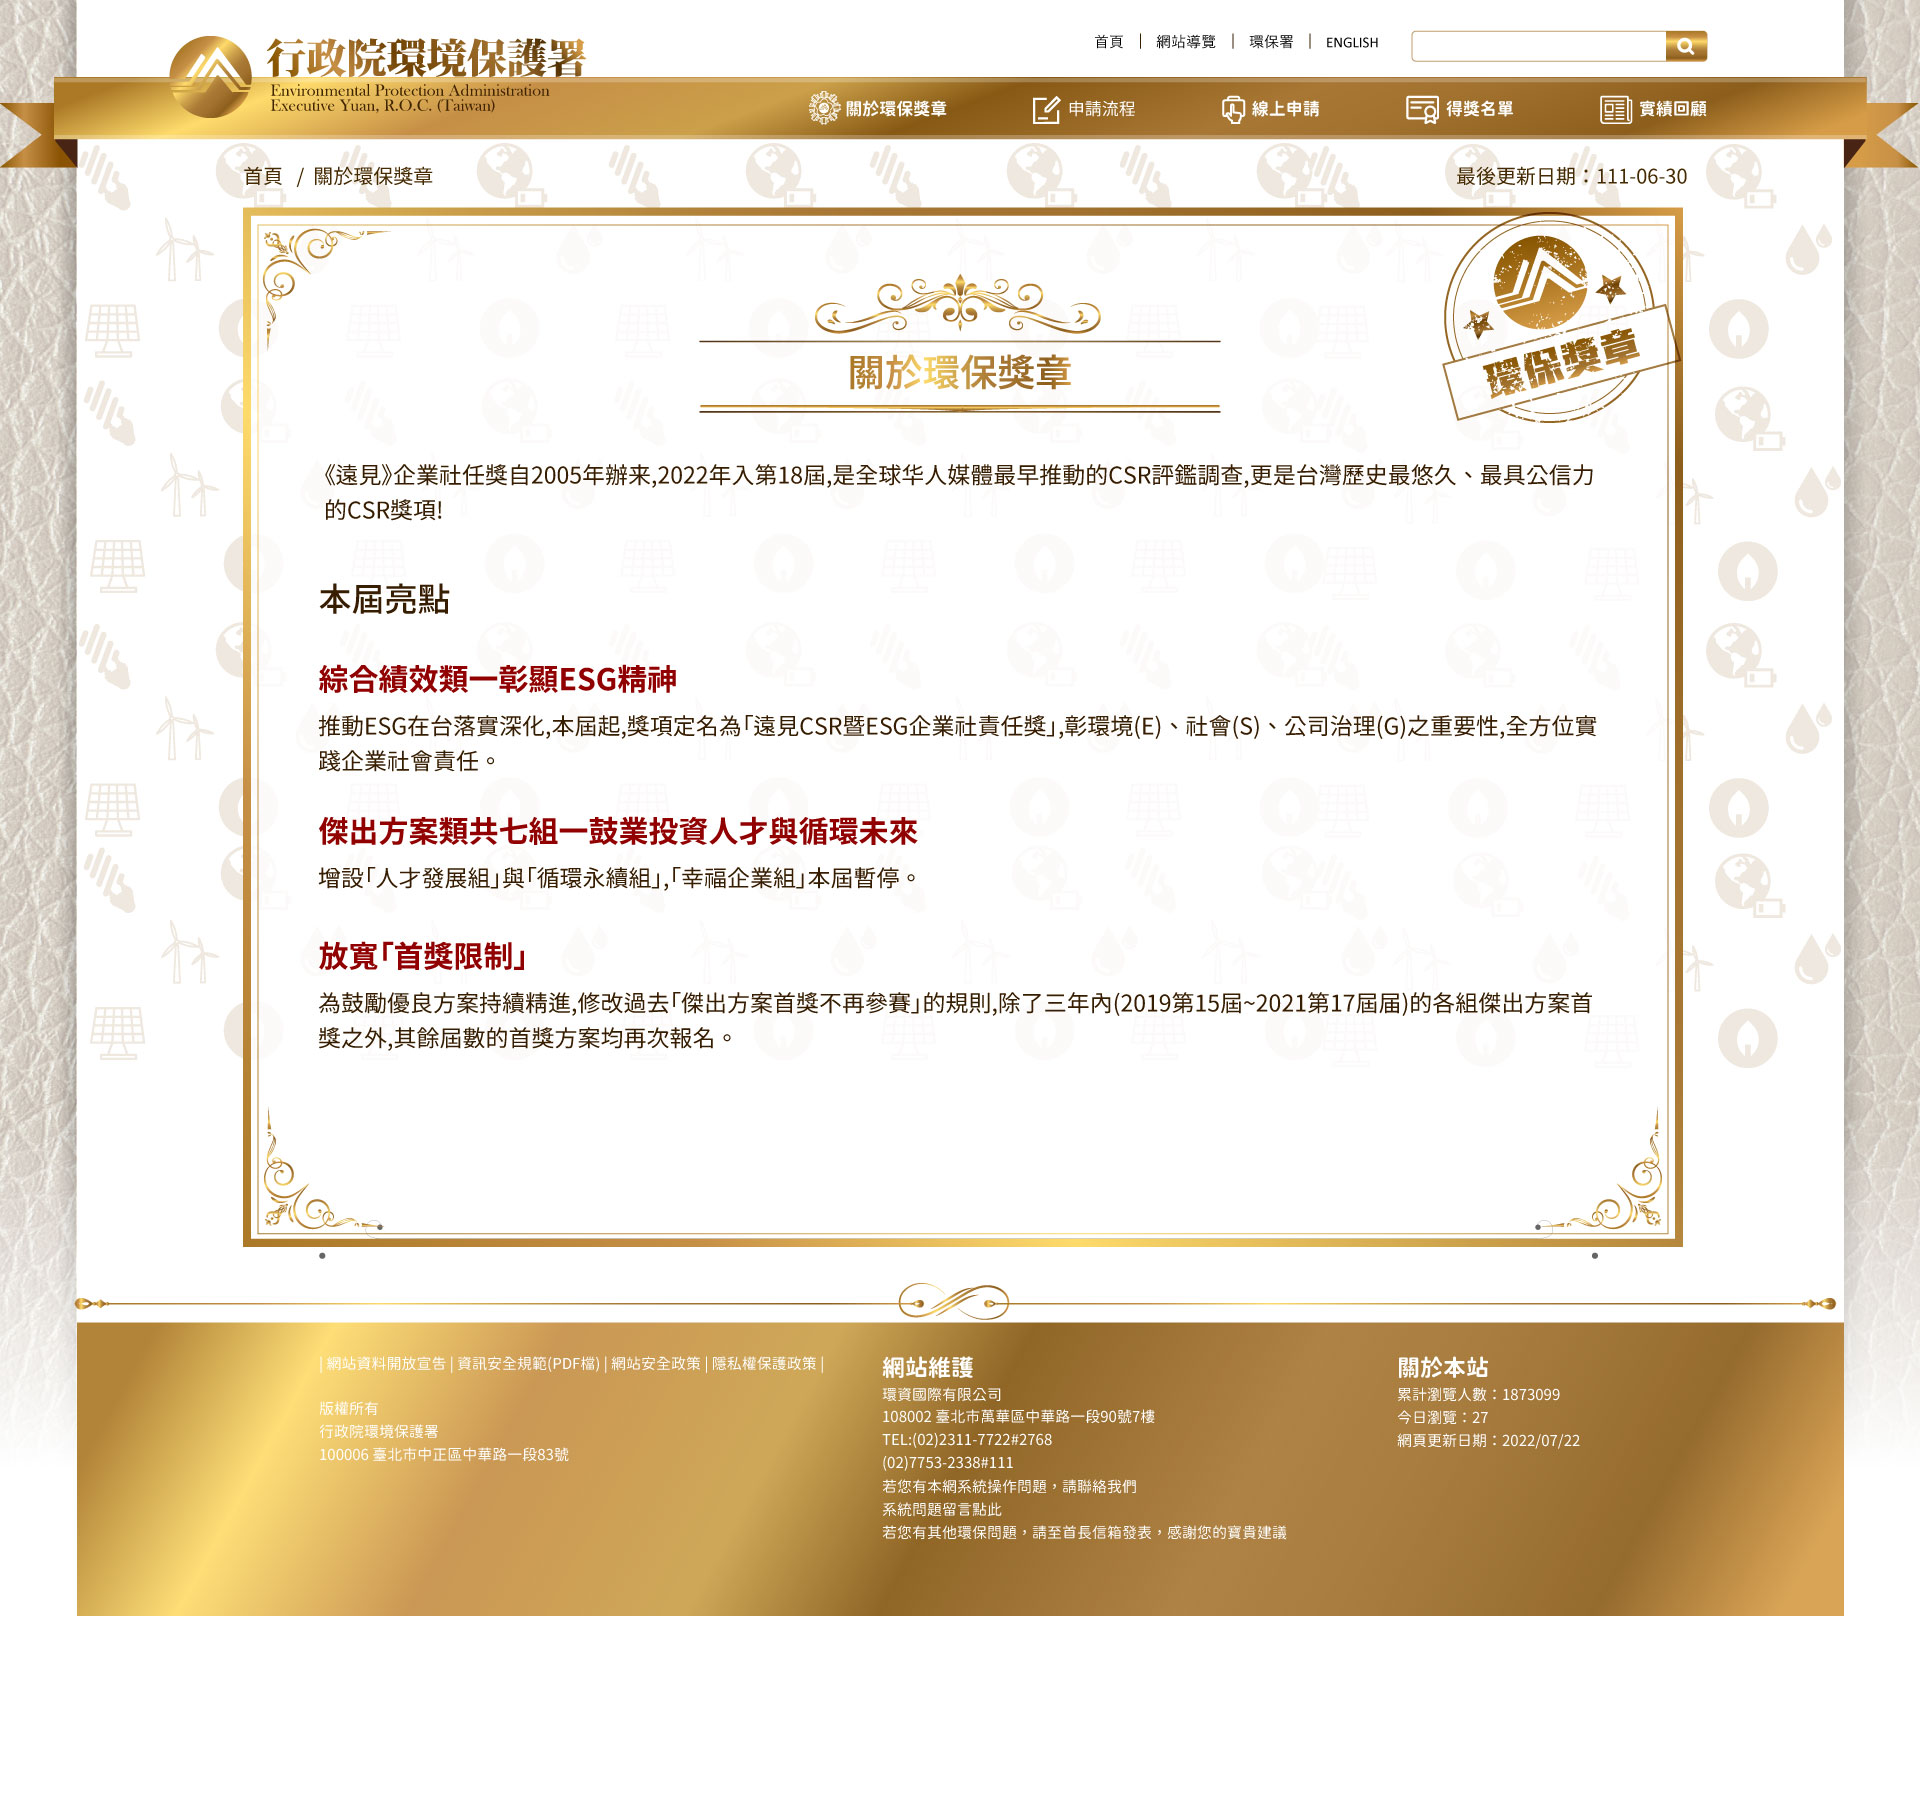 首頁 | 網站導覽 | 環保署 | ENGLISH
行政院環境保護署
Environmental Protection Administration
Executive Yuan, R.O.C. (Taiwan)
關於環保獎章 申請流程 線上申請 得獎名單 實績回顧
首頁 / 關於環保獎章
最後更新日期：111-06-30
環保獎章
關於環保獎章
《遠見》企業社任獎自2005年辦来,2022年入第18屆,是全球华人媒體最早推動的CSR評鑑調查,更是台灣歷史最悠久、最具公信力
的CSR獎項!
本屆亮點
綜合績效類一彰顯ESG精神
推動ESG在台落實深化,本屆起,獎項定名為「遠見CSR暨ESG企業社責任獎」,彰環境(E)、社會(S)、公司治理(G)之重要性,全方位實
踐企業社會責任。
傑出方案類共七組一鼓業投資人才與循環未來
增設「人才發展組」與「循環永續組」,「幸福企業組」本屆暫停。
放寬「首獎限制」
為鼓勵優良方案持續精進,修改過去「傑出方案首獎不再參賽」的規則,除了三年內(2019第15屆~2021第17屆届)的各組傑出方案首
獎之外,其餘屆數的首獎方案均再次報名。
| 網站資料開放宣告 | 資訊安全規範(PDF檔) | 網站安全政策 | 隱私權保護政策 |
版權所有
行政院環境保護署
100006 臺北市中正區中華路一段83號
網站維護
環資國際有限公司
108002 臺北市萬華區中華路一段90號7樓
TEL:(02)2311-7722#2768
(02)7753-2338#111
若您有本網系統操作問題，請聯絡我們
系統問題留言點此
若您有其他環保問題，請至首長信箱發表，感謝您的寶貴建議
關於本站
累計瀏覽人數：1873099
今日瀏覽：27
網頁更新日期：2022/07/22